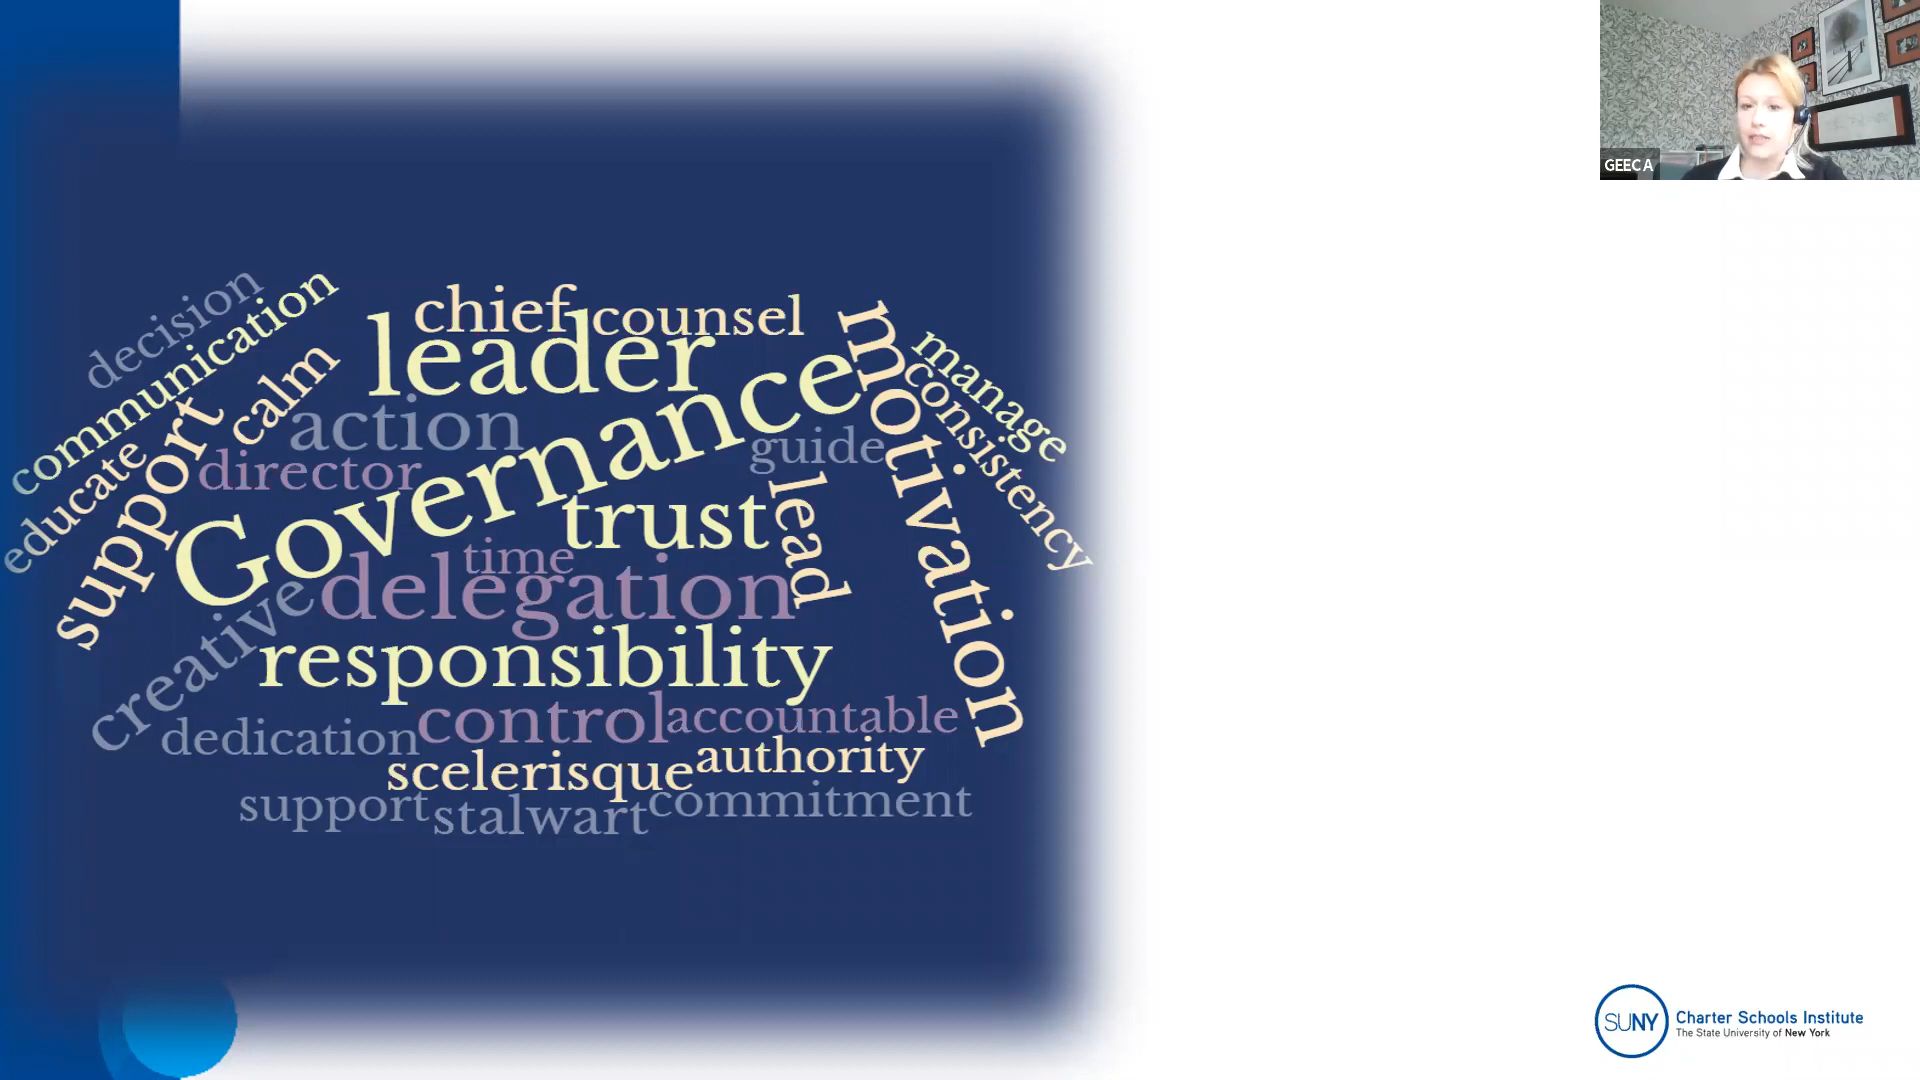 decision
communication
educate
support
calm
chief
counsel
leader
action
director
Governance
guide
motivation
manage
consistency
trust
lead
time
delegation
creative
responsibility
control
accountable
dedication
scelerisque
authority
support
stalwart
commitment
GEECA
SUNY
Charter Schools Institute
The State University of New York